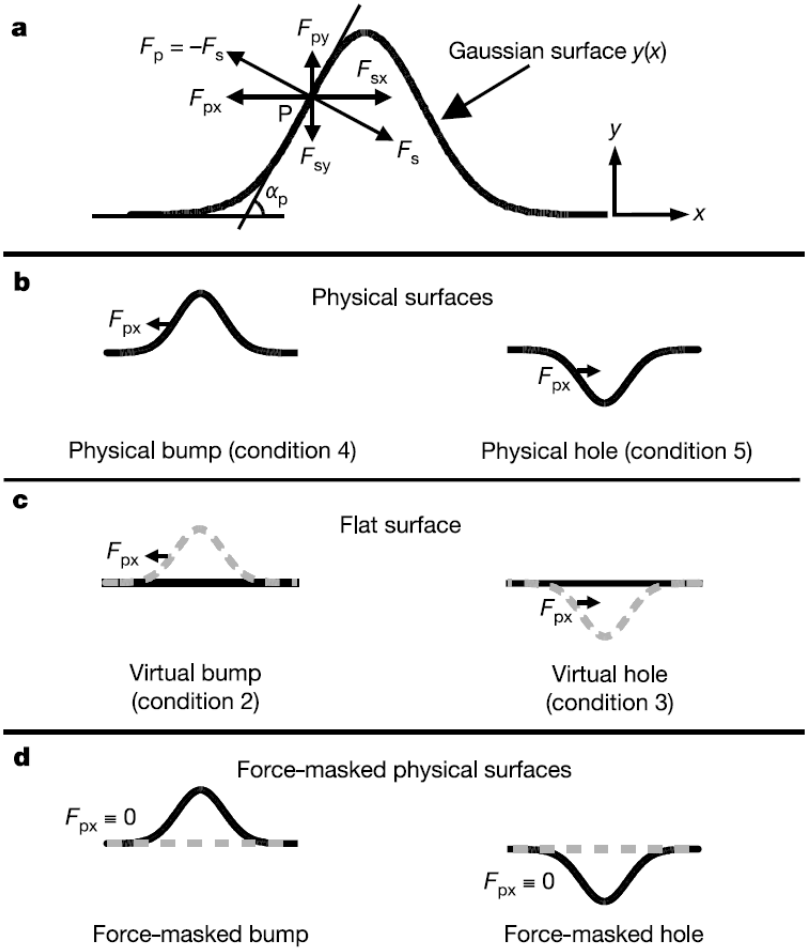 a
F_py
F_p = –F_s
F_sx
Gaussian surface y(x)
F_px
P
F_sy
F_s
α_p
y
x
b
Physical surfaces
F_px
F_px
Physical bump (condition 4)
Physical hole (condition 5)
c
Flat surface
F_px
F_px
Virtual bump
(condition 2)
Virtual hole
(condition 3)
d
Force-masked physical surfaces
F_px ≡ 0
F_px ≡ 0
Force-masked bump
Force-masked hole